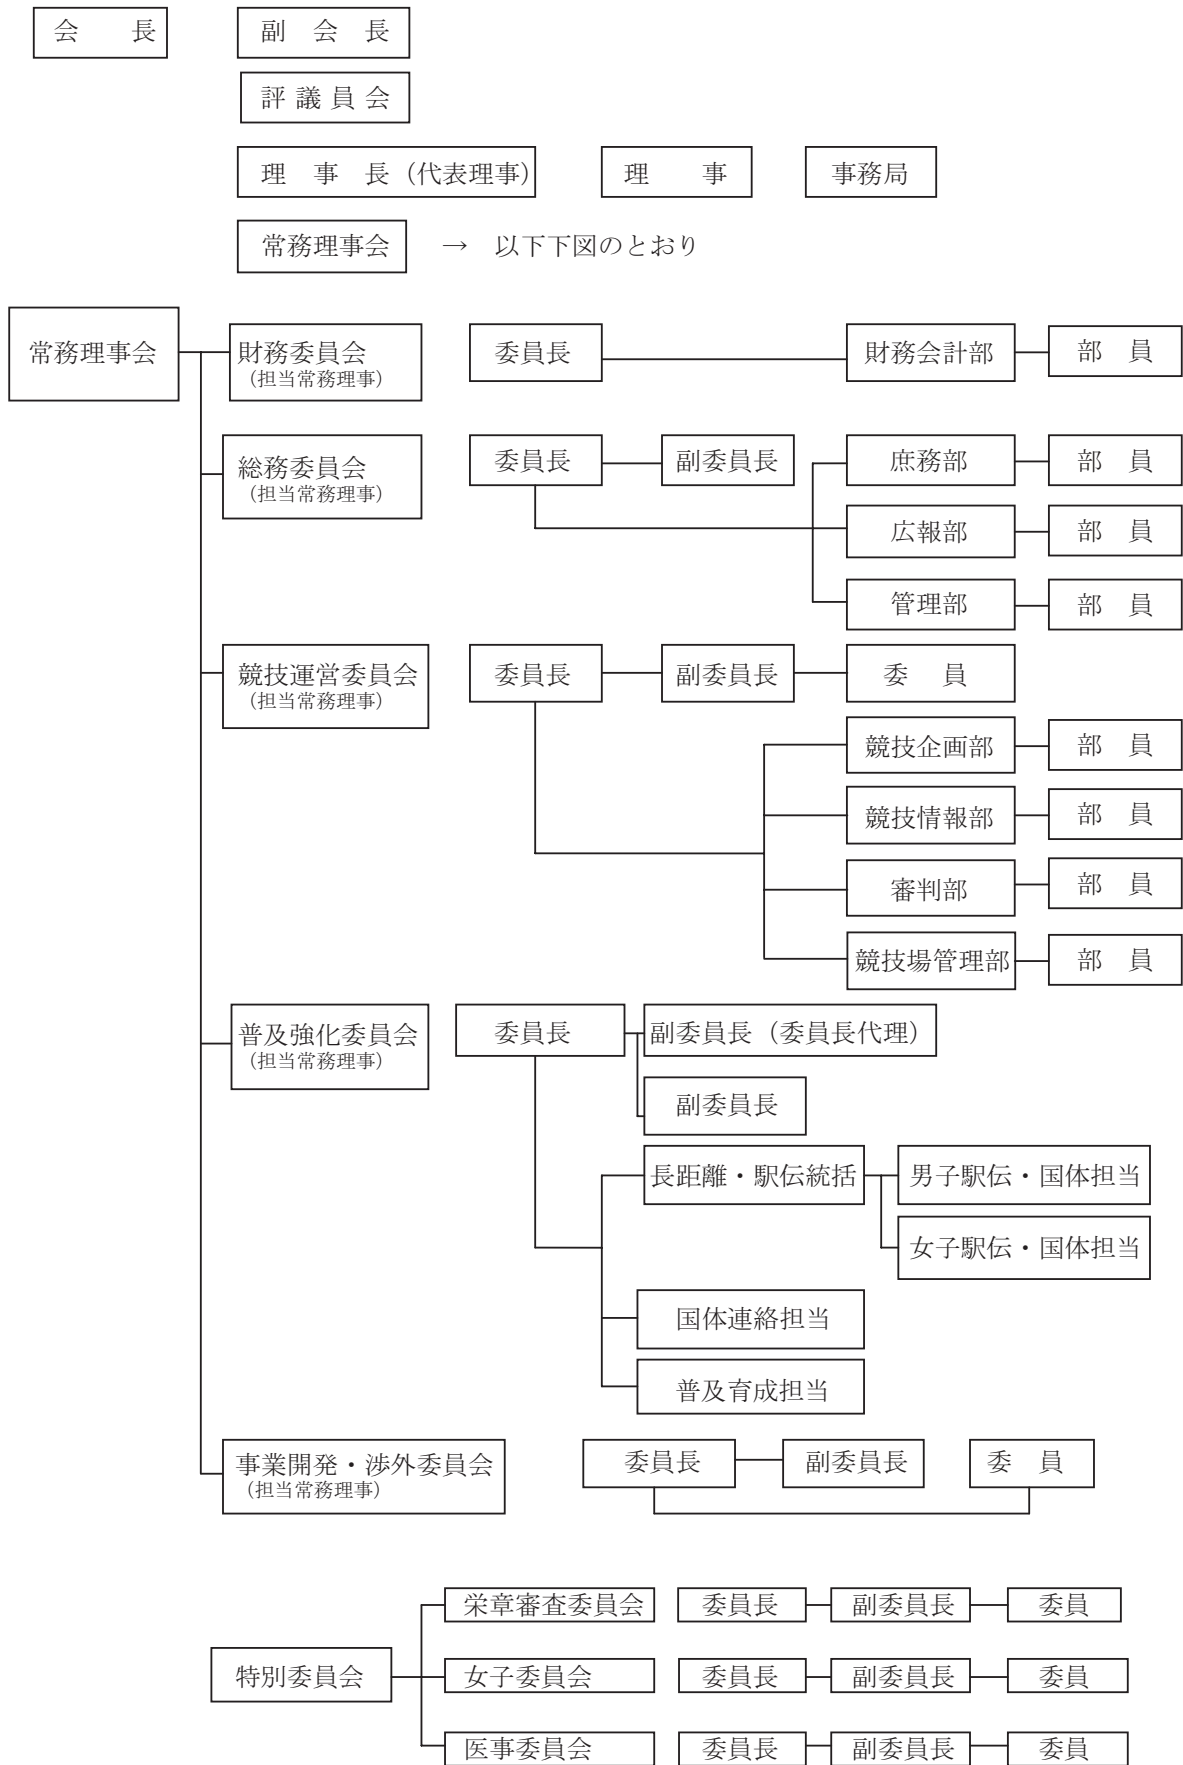 会　　長　副　会　長
評 議 員 会
理　事　長（代表理事）　理　　事　事務局
常務理事会　→　以下下図のとおり
常務理事会　財務委員会　委員長　財務会計部　部　員
（担当常務理事）
総務委員会　委員長　副委員長　庶務部　部　員
（担当常務理事）
広報部　部　員
管理部　部　員
競技運営委員会　委員長　副委員長　委　員
（担当常務理事）
競技企画部　部　員
競技情報部　部　員
審判部　部　員
競技場管理部　部　員
普及強化委員会　委員長　副委員長（委員長代理）
（担当常務理事）
副委員長
長距離・駅伝統括　男子駅伝・国体担当
女子駅伝・国体担当
国体連絡担当
普及育成担当
事業開発・渉外委員会　委員長　副委員長　委　員
（担当常務理事）
栄章審査委員会　委員長　副委員長　委員
特別委員会　女子委員会　委員長　副委員長　委員
医事委員会　委員長　副委員長　委員